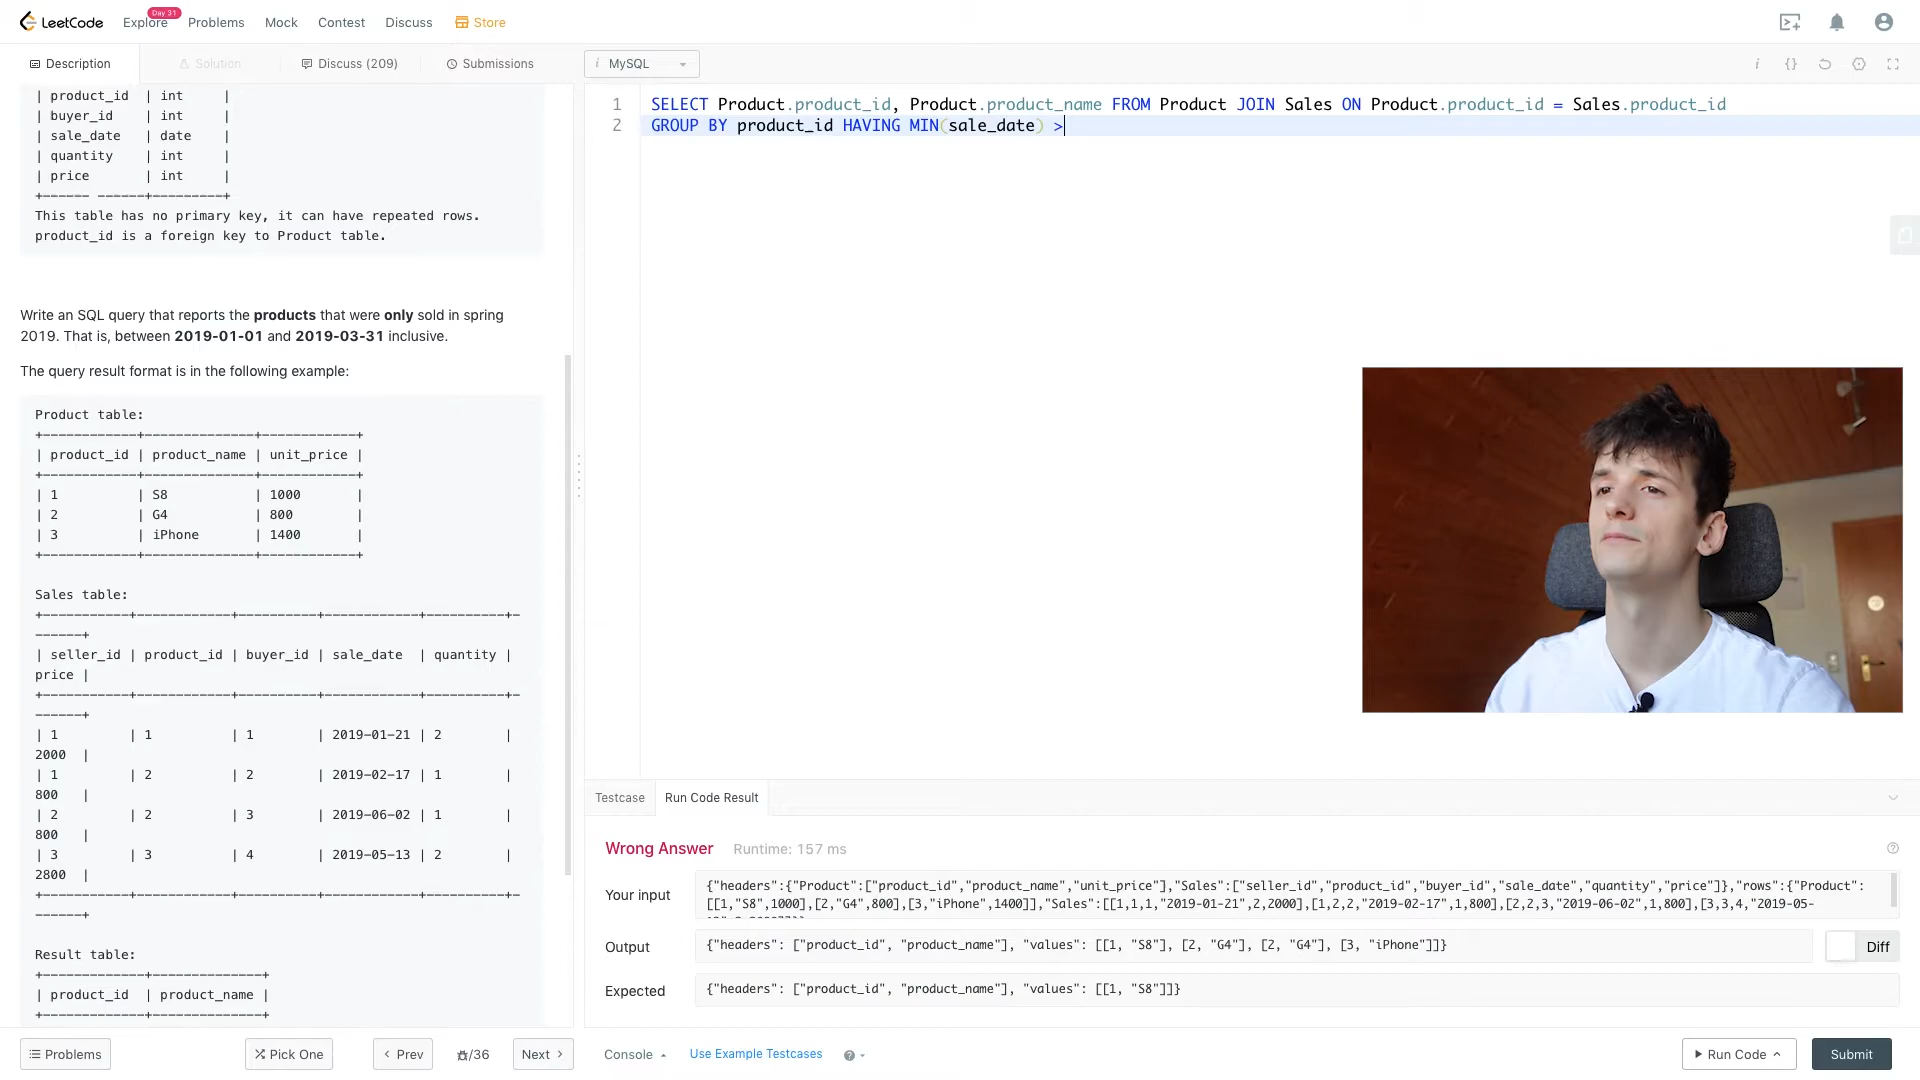 LeetCode
Explore
Day 31
Problems
Mock
Contest
Discuss
Store
Description
Solution
Discuss (209)
Submissions
i MySQL
| product_id | int |
| buyer_id | int |
| sale_date | date |
| quantity | int |
| price | int |
+------ ------+---------+
This table has no primary key, it can have repeated rows.
product_id is a foreign key to Product table.
Write an SQL query that reports the products that were only sold in spring
2019. That is, between 2019-01-01 and 2019-03-31 inclusive.
The query result format is in the following example:
Product table:
+------------+--------------+------------+
| product_id | product_name | unit_price |
+------------+--------------+------------+
| 1 | S8 | 1000 |
| 2 | G4 | 800 |
| 3 | iPhone | 1400 |
+------------+--------------+------------+
Sales table:
+-----------+------------+----------+------------+----------+-
------+
| seller_id | product_id | buyer_id | sale_date | quantity |
price |
+-----------+------------+----------+------------+----------+-
------+
| 1 | 1 | 1 | 2019-01-21 | 2 |
2000 |
| 1 | 2 | 2 | 2019-02-17 | 1 |
800 |
| 2 | 2 | 3 | 2019-06-02 | 1 |
800 |
| 3 | 3 | 4 | 2019-05-13 | 2 |
2800 |
+-----------+------------+----------+------------+----------+-
------+
Result table:
+-------------+--------------+
| product_id | product_name |
+-------------+--------------+
1 SELECT Product.product_id, Product.product_name FROM Product JOIN Sales ON Product.product_id = Sales.product_id
2 GROUP BY product_id HAVING MIN(sale_date) >
Testcase
Run Code Result
Wrong Answer
Runtime: 157 ms
Your input
{"headers":{"Product":["product_id","product_name","unit_price"],"Sales":["seller_id","product_id","buyer_id","sale_date","quantity","price"]},"rows":{"Product":
[[1,"S8",1000],[2,"G4",800],[3,"iPhone",1400]],"Sales":[[1,1,1,"2019-01-21",2,2000],[1,2,2,"2019-02-17",1,800],[2,2,3,"2019-06-02",1,800],[3,3,4,"2019-05-
Output
{"headers": ["product_id", "product_name"], "values": [[1, "S8"], [2, "G4"], [2, "G4"], [3, "iPhone"]]}
Diff
Expected
{"headers": ["product_id", "product_name"], "values": [[1, "S8"]]}
Problems
Pick One
Prev
/36
Next
Console
Use Example Testcases
Run Code
Submit